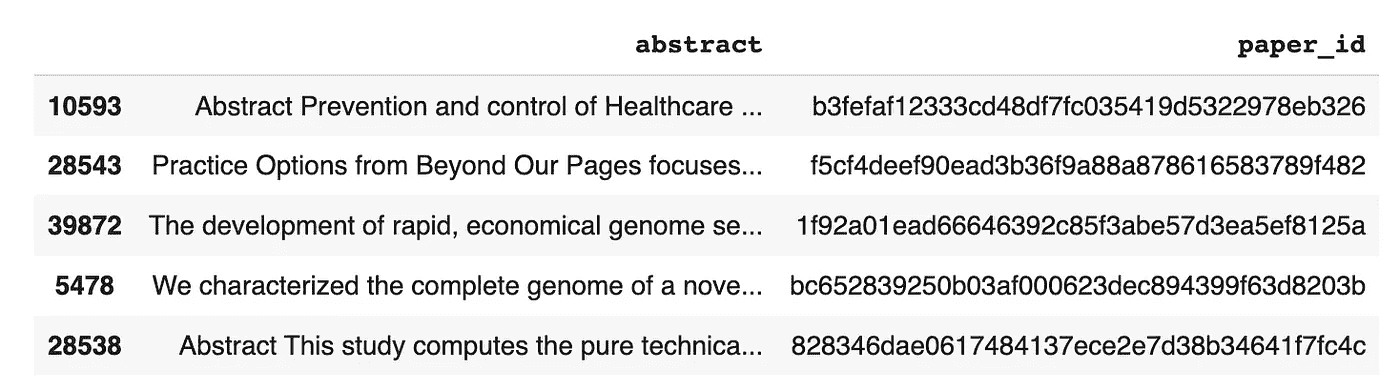 abstract paper_id
10593 Abstract Prevention and control of Healthcare ... b3fefaf12333cd48df7fc035419d5322978eb326
28543 Practice Options from Beyond Our Pages focuses... f5cf4deef90ead3b36f9a88a878616583789f482
39872 The development of rapid, economical genome se... 1f92a01ead66646392c85f3abe57d3ea5ef8125a
5478 We characterized the complete genome of a nove... bc652839250b03af000623dec894399f63d8203b
28538 Abstract This study computes the pure technica... 828346dae0617484137ece2e7d38b34641f7fc4c